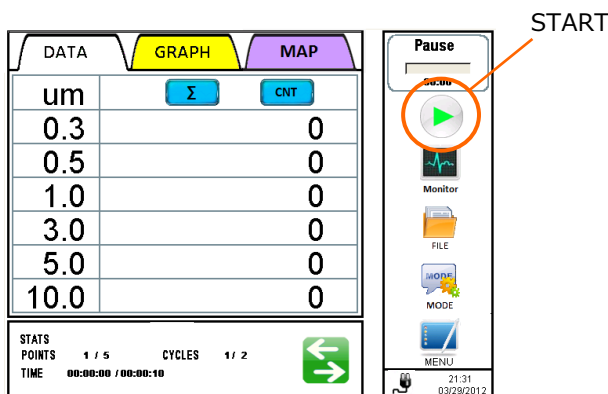 START
DATA GRAPH MAP
um Σ CNT
0.3 0
0.5 0
1.0 0
3.0 0
5.0 0
10.0 0
STATS
POINTS 1 / 5 CYCLES 1 / 2
TIME 00:00:00 / 00:00:10
Pause
00:00
Monitor
FILE
MODE
MODE
MENU
21:31
03/29/2012